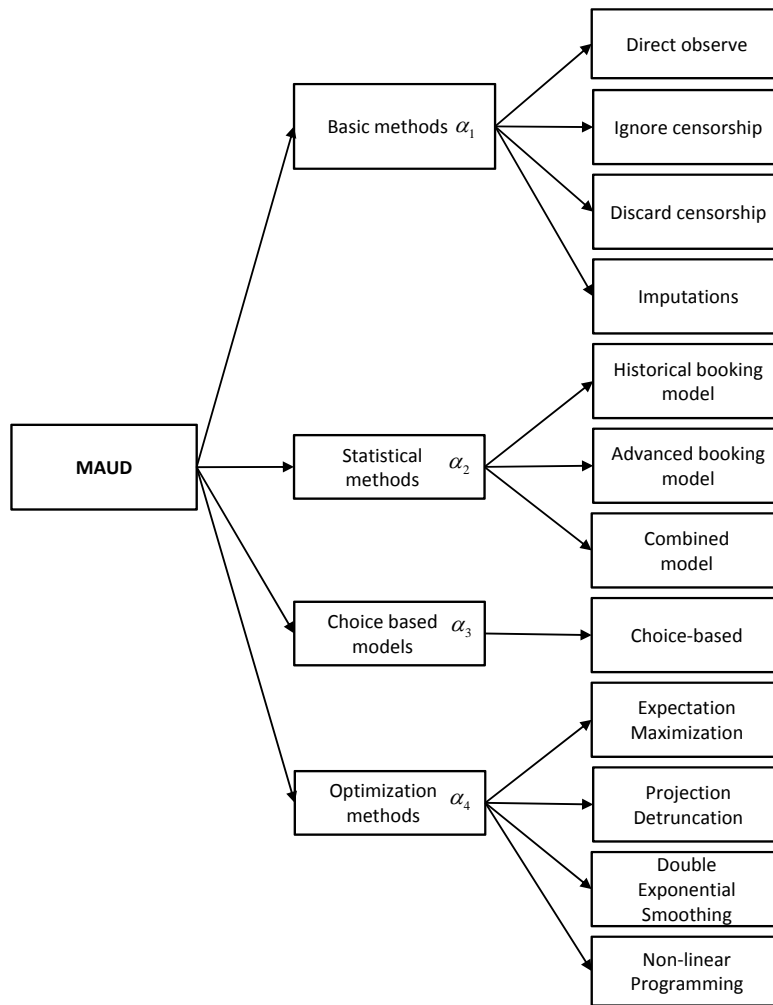 MAUD
Basic methods α₁
Direct observe
Ignore censorship
Discard censorship
Imputations
Statistical
methods α₂
Historical booking
model
Advanced booking
model
Combined
model
Choice based
models α₃
Choice-based
Optimization
methods α₄
Expectation
Maximization
Projection
Detruncation
Double
Exponential
Smoothing
Non-linear
Programming